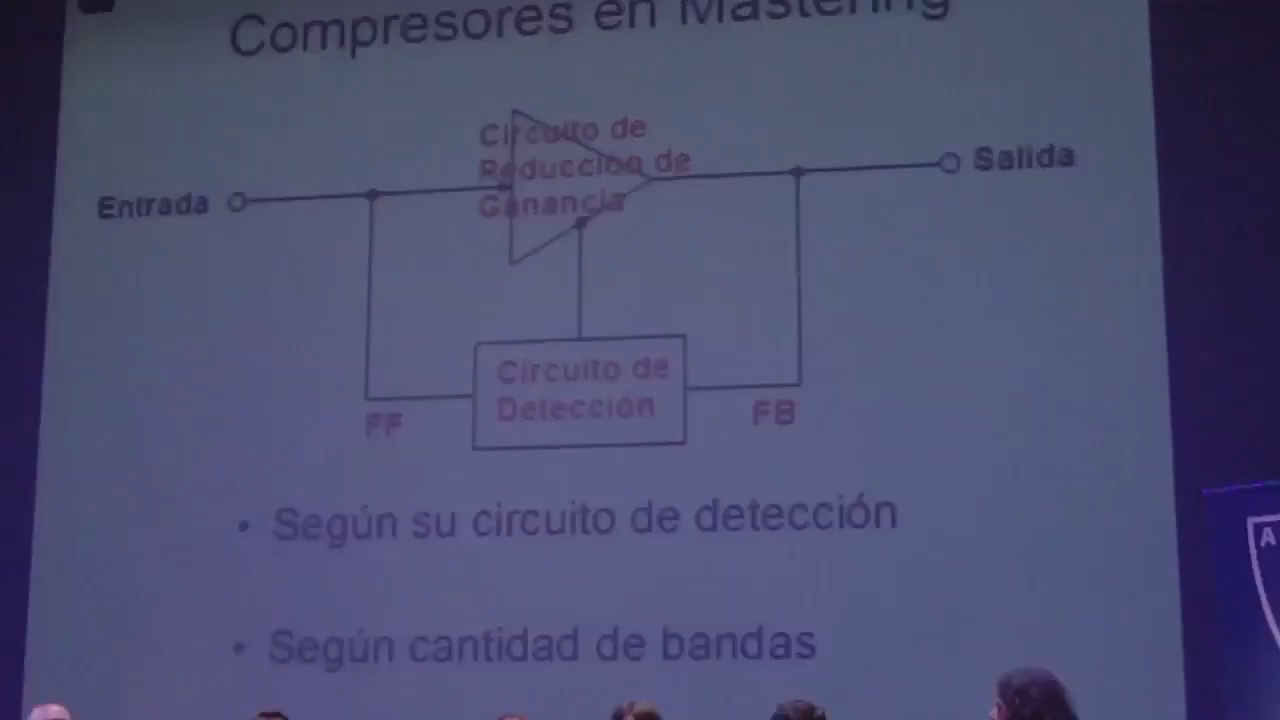 Compresores en Mastering
Circuito de
Reducción de
Ganancia
Entrada
Salida
Circuito de
Detección
FF
FB
• Según su circuito de detección
• Según cantidad de bandas
A